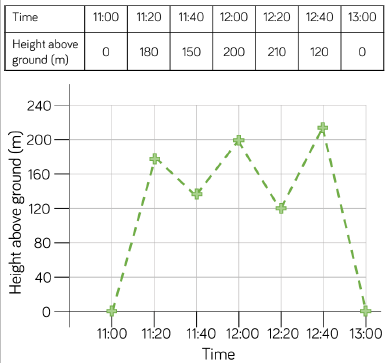 Time 11:00 11:20 11:40 12:00 12:20 12:40 13:00
Height above
ground (m) 0 180 150 200 210 120 0
240
200
160
120
80
40
0
Height above ground (m)
11:00 11:20 11:40 12:00 12:20 12:40 13:00
Time